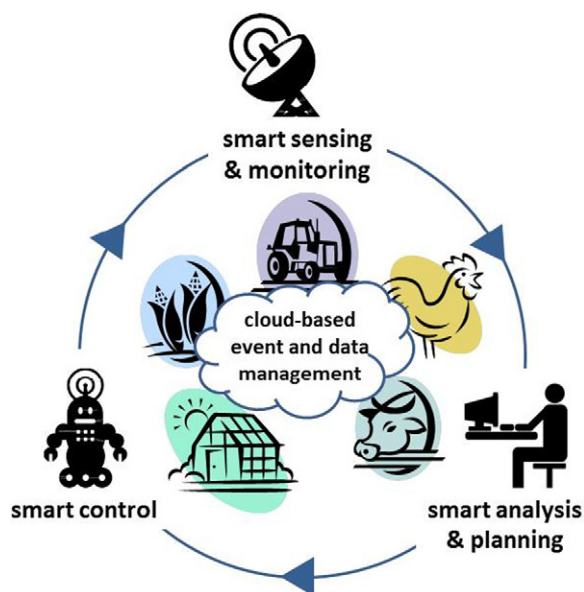 smart sensing
& monitoring
cloud-based
event and data
management
smart control
smart analysis
& planning